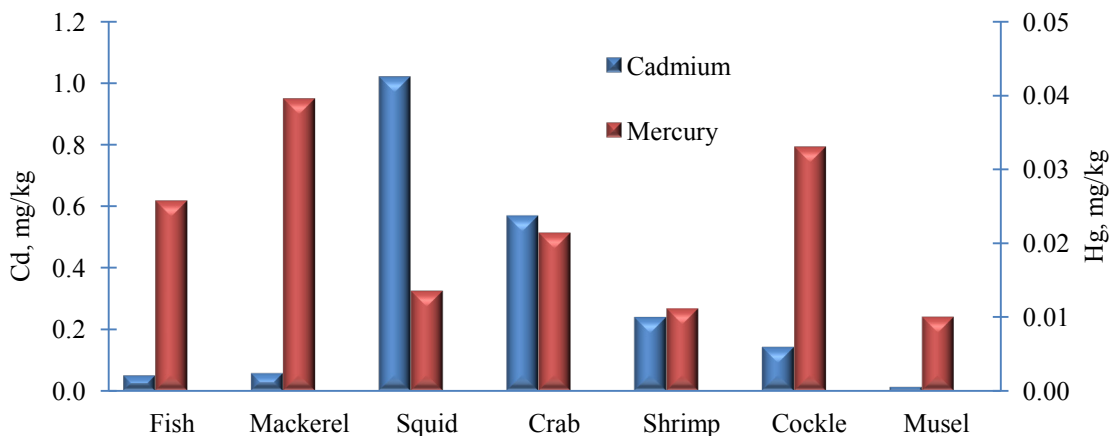 1.2
1.0
0.8
0.6
0.4
0.2
0.0
Cd, mg/kg
Cadmium
Mercury
0.05
0.04
0.03
0.02
0.01
0.00
Hg, mg/kg
Fish Mackerel Squid Crab Shrimp Cockle Musel